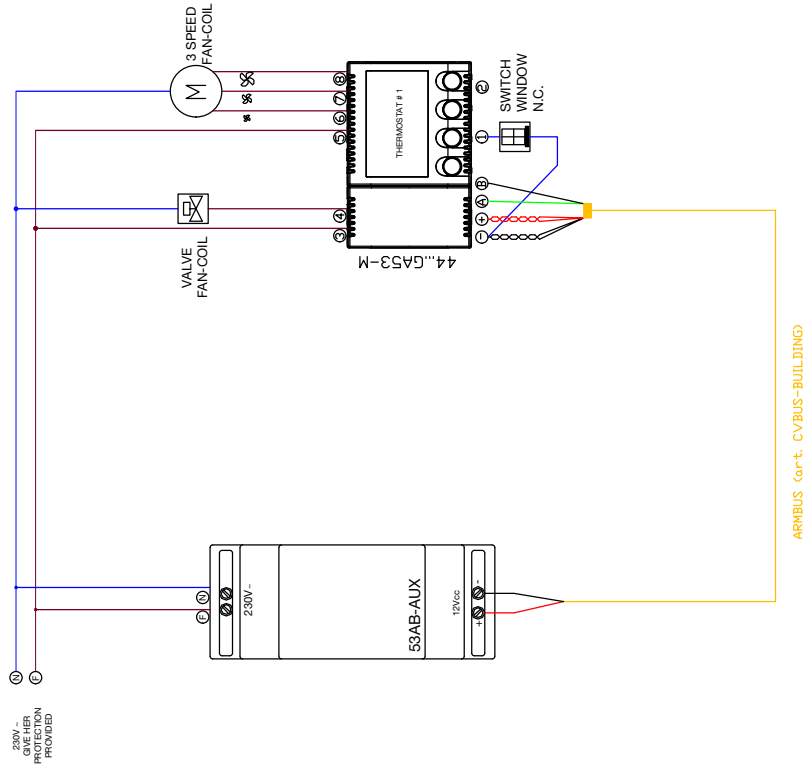 3 SPEED
FAN-COIL
M
8
7
6
5
4
3
THERMOSTAT # 1
2
1
B
A
+
-
SWITCH
WINDOW
N.C.
VALVE
FAN-COIL
44...GA53-M
ARMBUS (art. CVBUS-BUILDING)
N
F
230V~
53AB-AUX
12Vcc
+
-
N
F
230V ~
GIVE HER
PROTECTION
PROVIDED